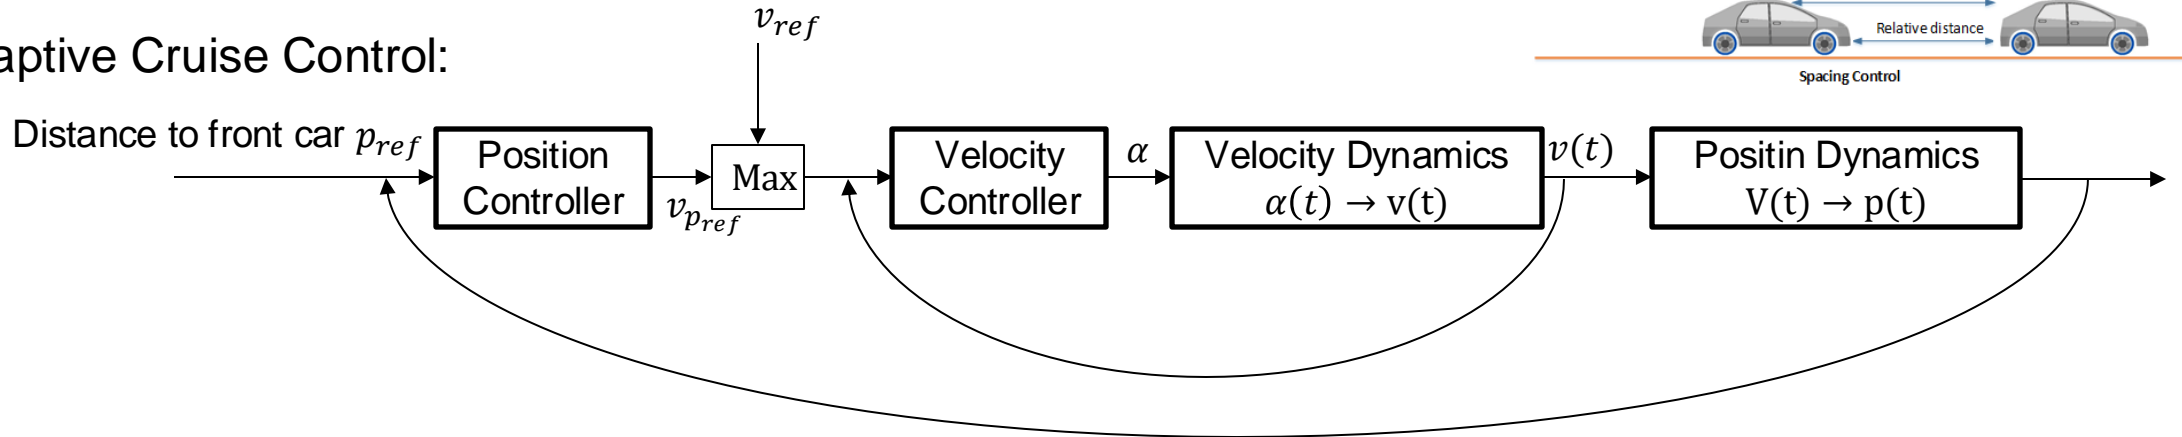 aptive Cruise Control:
v_ref
Relative distance
Spacing Control
Distance to front car p_ref
Position
Controller
v_p_ref
Max
Velocity
Controller
α
Velocity Dynamics
α(t) → v(t)
v(t)
Positin Dynamics
V(t) → p(t)